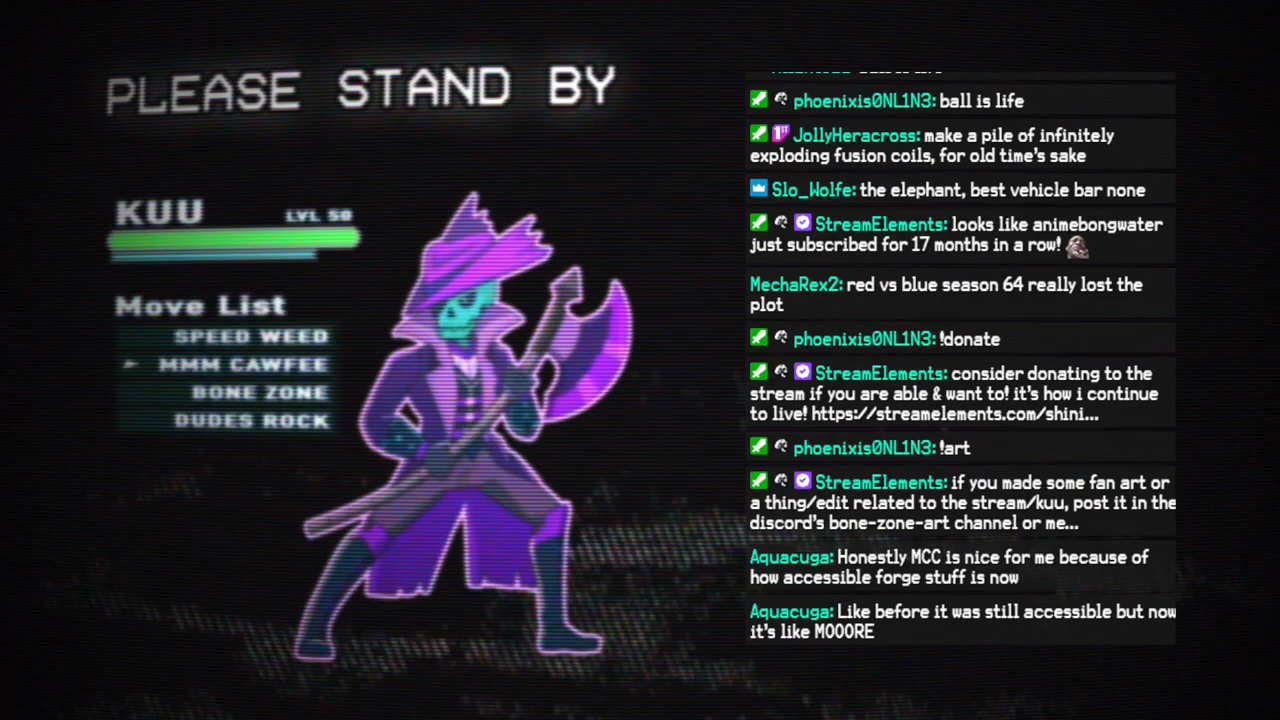 PLEASE STAND BY
KUU
LVL 50
Move List
SPEED WEED
MMM CAWFEE
BONE ZONE
DUDES ROCK
phoenixis0NL1N3: ball is life
1ST JollyHeracross: make a pile of infinitely
exploding fusion coils, for old time's sake
Slo_Wolfe: the elephant, best vehicle bar none
StreamElements: looks like animebongwater
just subscribed for 17 months in a row!
MechaRex2: red vs blue season 64 really lost the
plot
phoenixis0NL1N3: !donate
StreamElements: consider donating to the
stream if you are able & want to! it's how i continue
to live! https://streamelements.com/shini...
phoenixis0NL1N3: !art
StreamElements: if you made some fan art or
a thing/edit related to the stream/kuu, post it in the
discord's bone-zone-art channel or me...
Aquacuga: Honestly MCC is nice for me because of
how accessible forge stuff is now
Aquacuga: Like before it was still accessible but now
it's like MOOORE